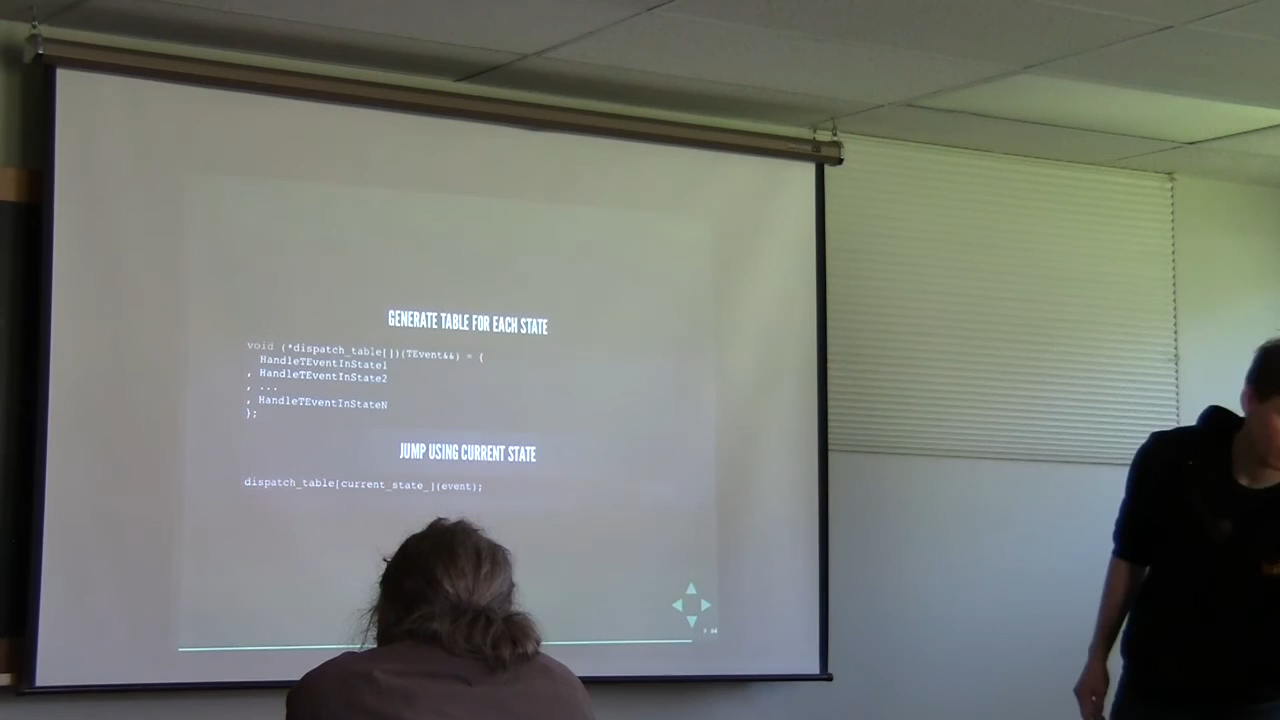 GENERATE TABLE FOR EACH STATE
void (*dispatch_table[])(TEvent&&) = {
HandleTEventInState1
, HandleTEventInState2
, ...
, HandleTEventInStateN
};
JUMP USING CURRENT STATE
dispatch_table[current_state_](event);